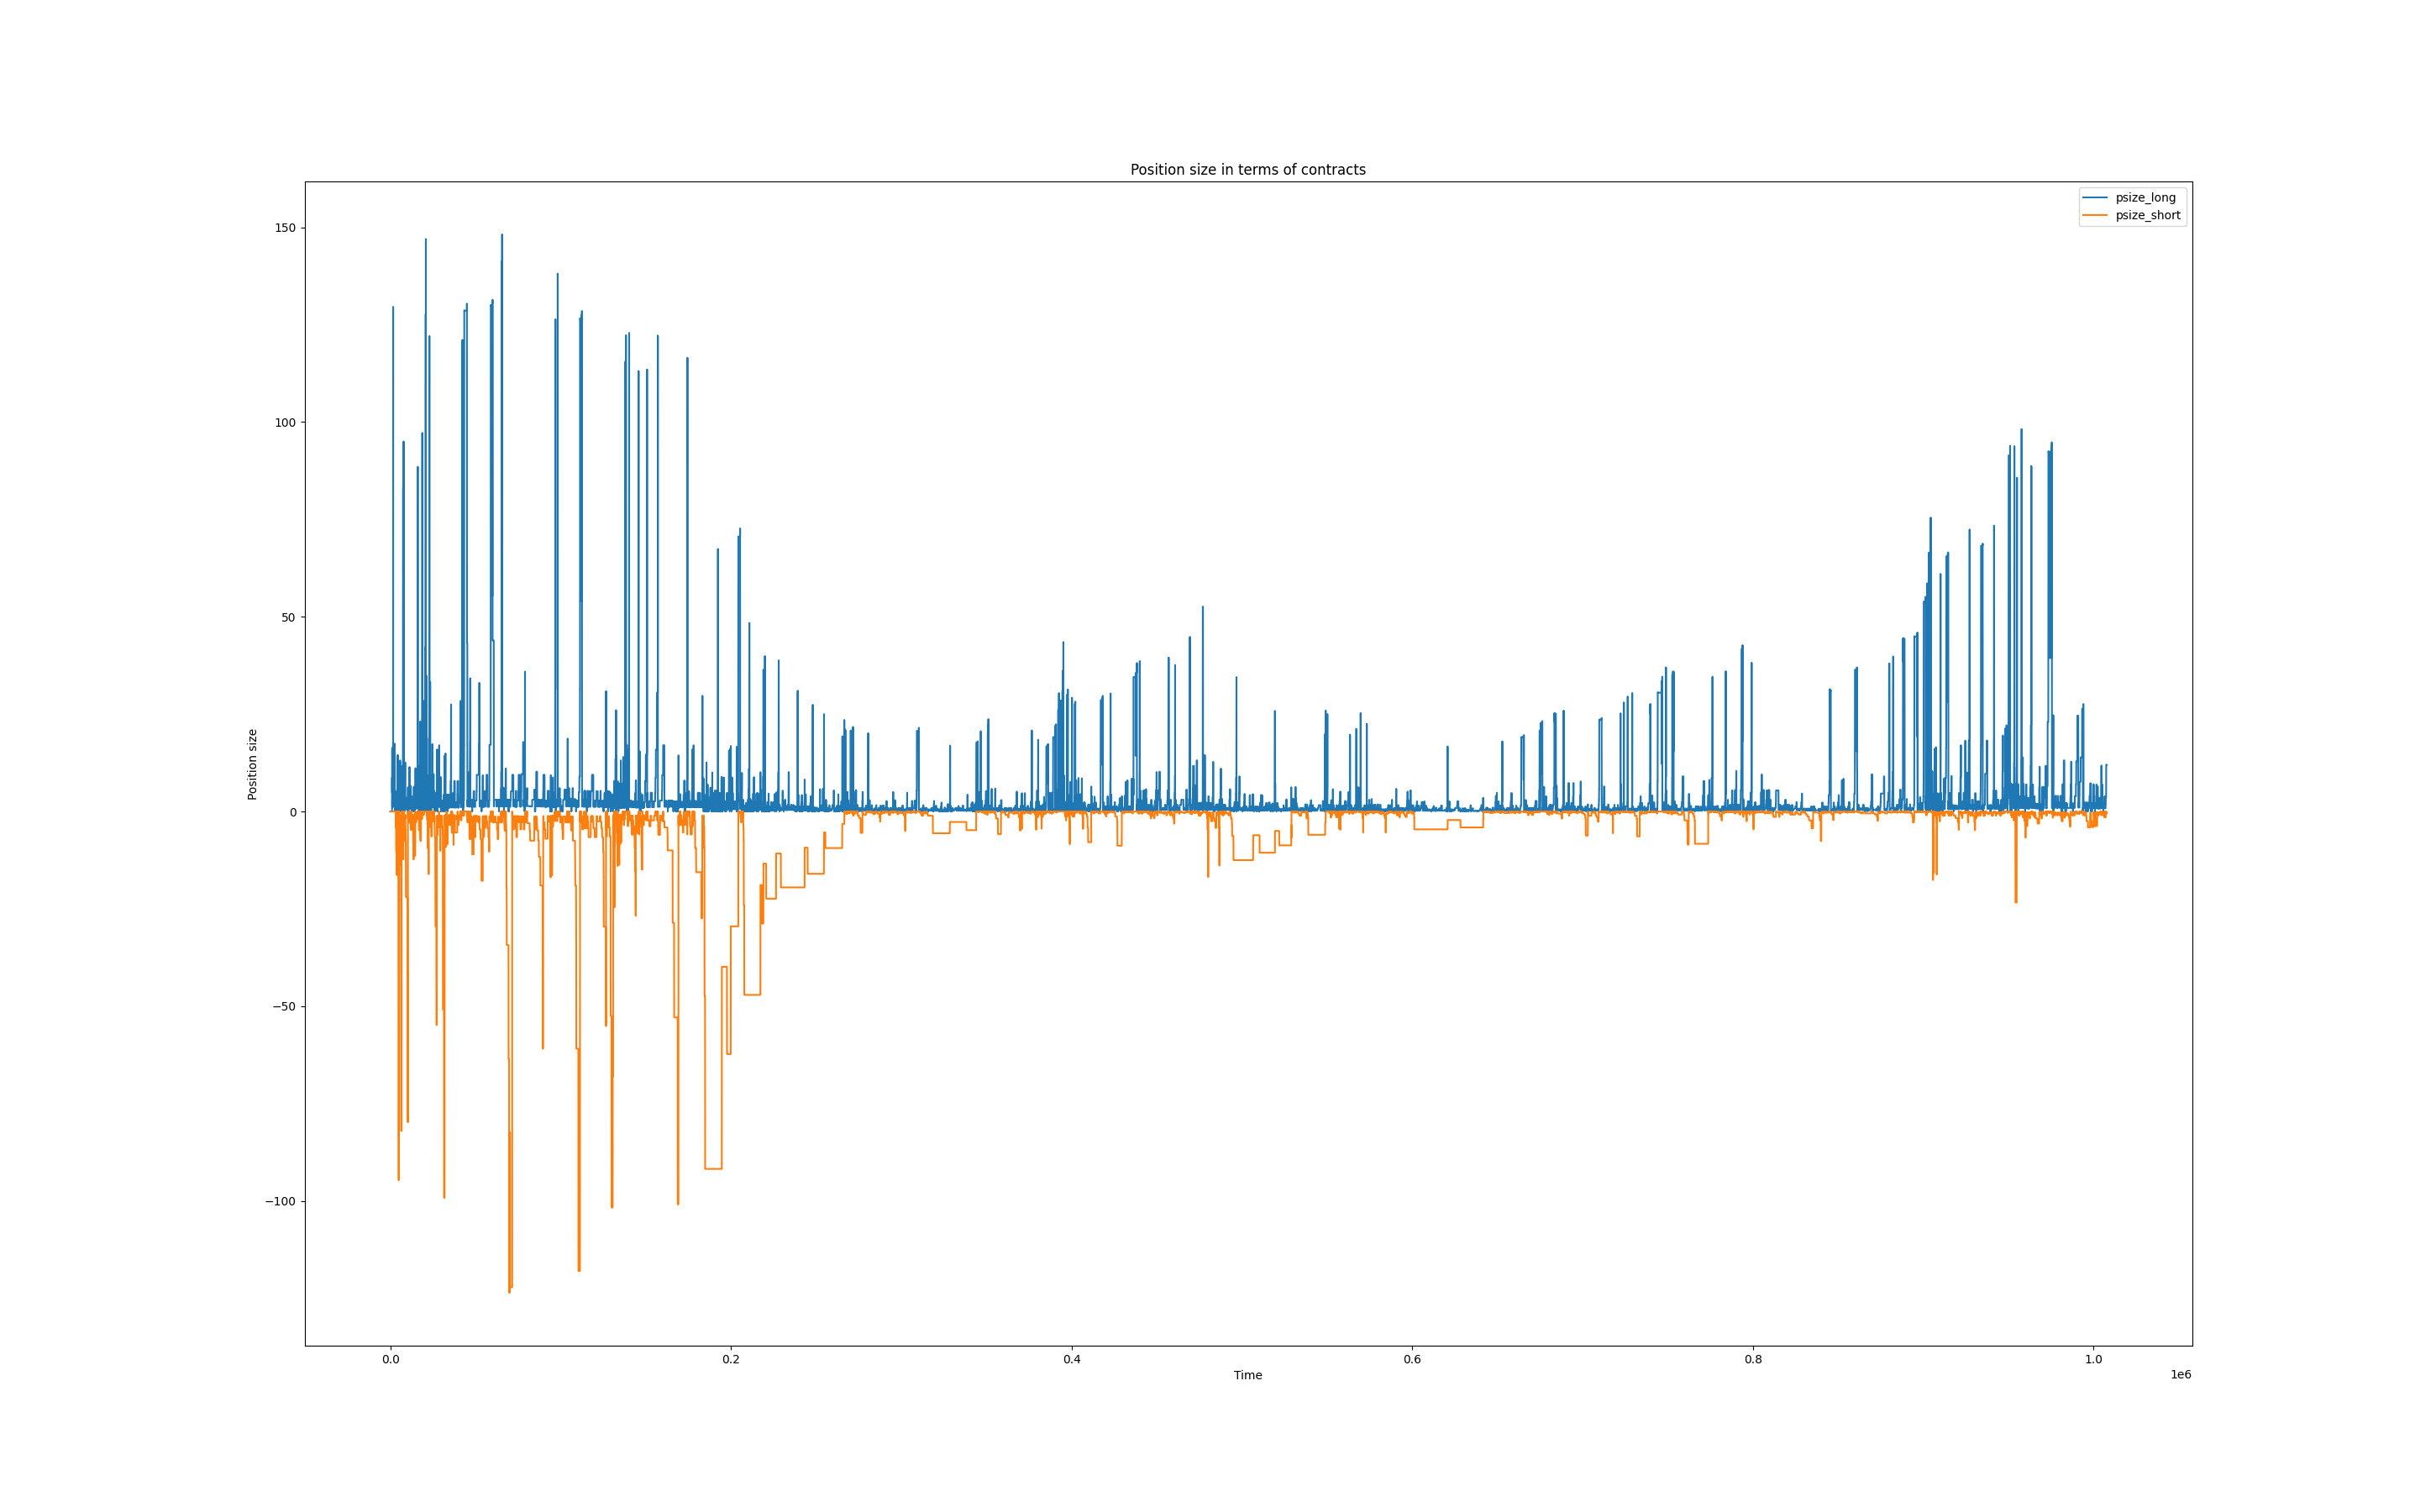 Position size in terms of contracts
psize_long
psize_short
150
100
50
0
−50
−100
Position size
0.0
0.2
0.4
0.6
0.8
1.0
Time
1e6